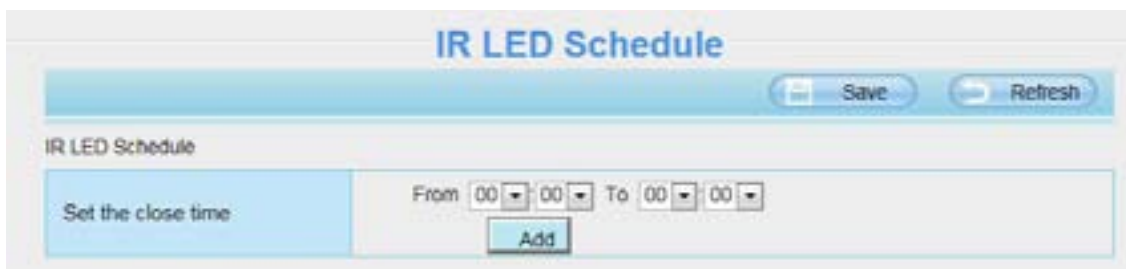 IR LED Schedule
Save Refresh
IR LED Schedule
Set the close time From 00 : 00 To 00 : 00
Add